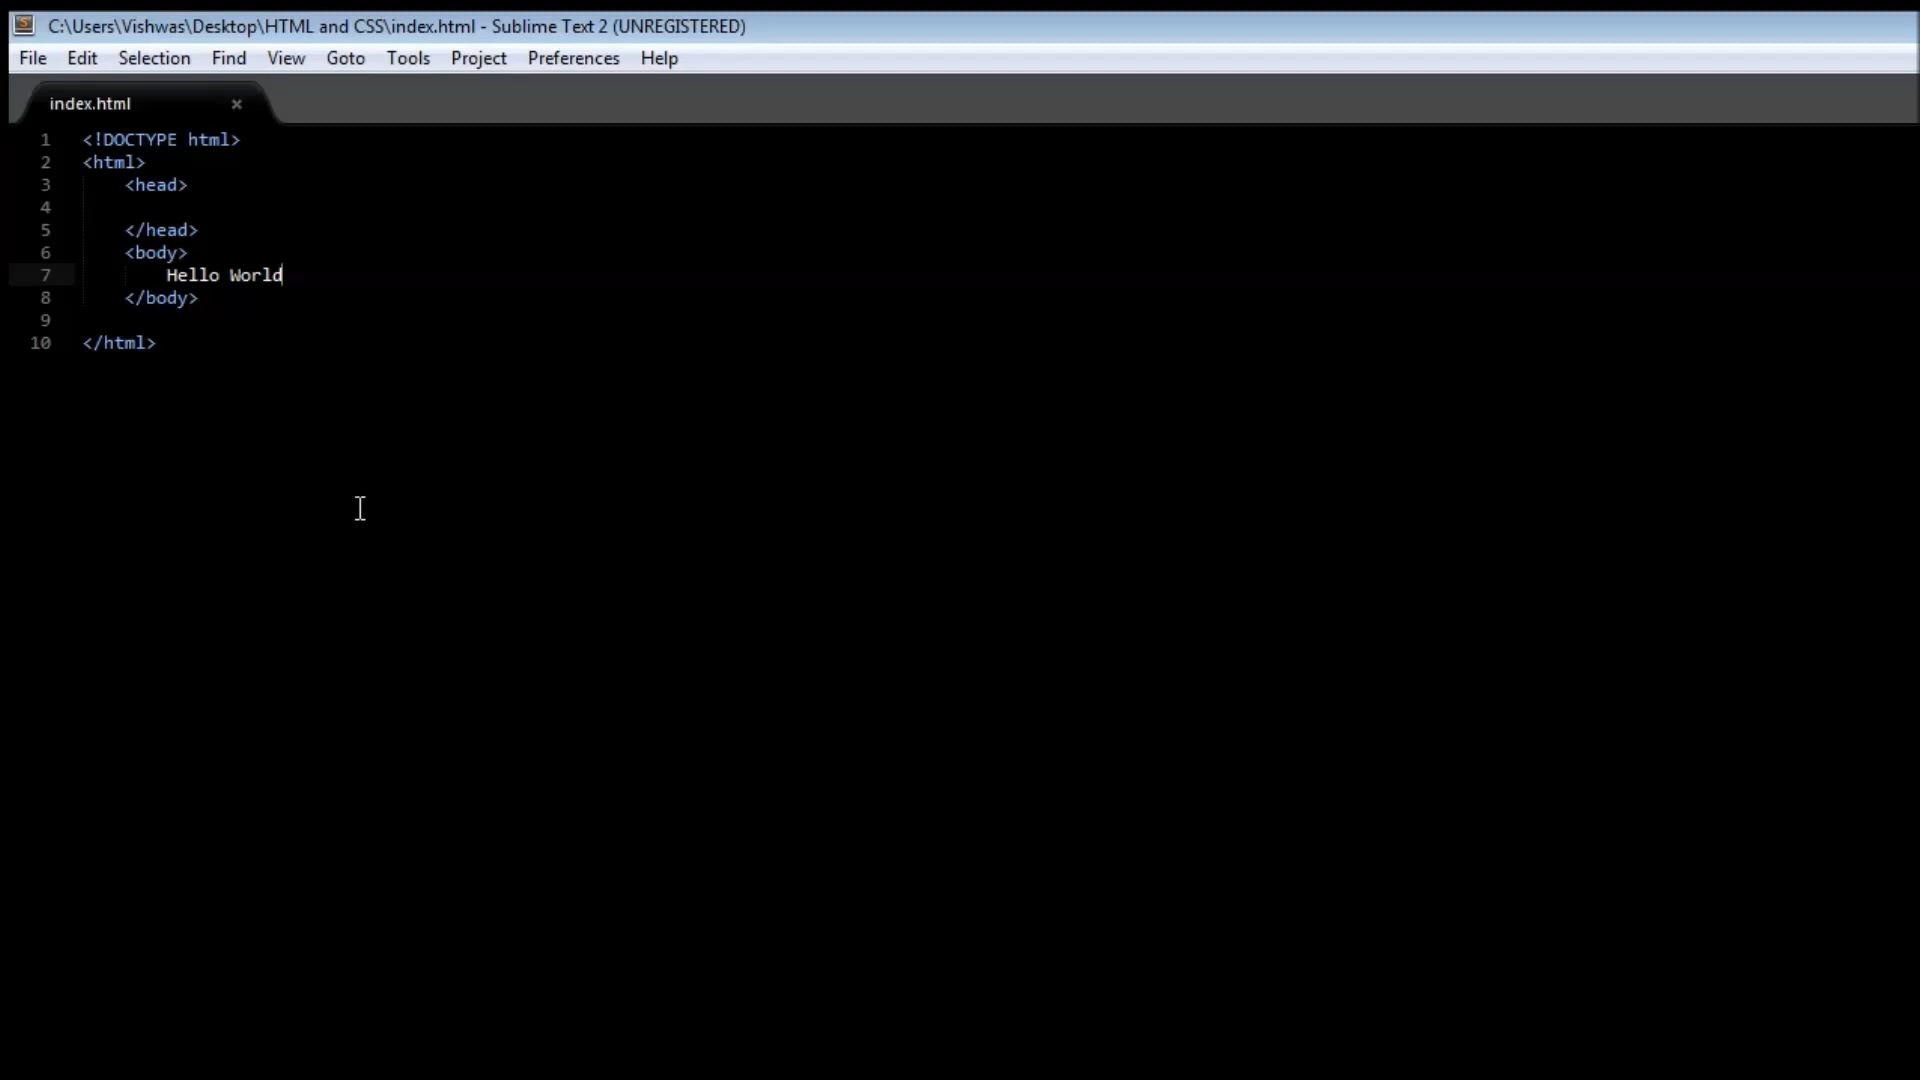 C:\Users\Vishwas\Desktop\HTML and CSS\index.html - Sublime Text 2 (UNREGISTERED)
File Edit Selection Find View Goto Tools Project Preferences Help
index.html ×
1 <!DOCTYPE html>
2 <html>
3 <head>
4
5 </head>
6 <body>
7 Hello World
8 </body>
9
10 </html>